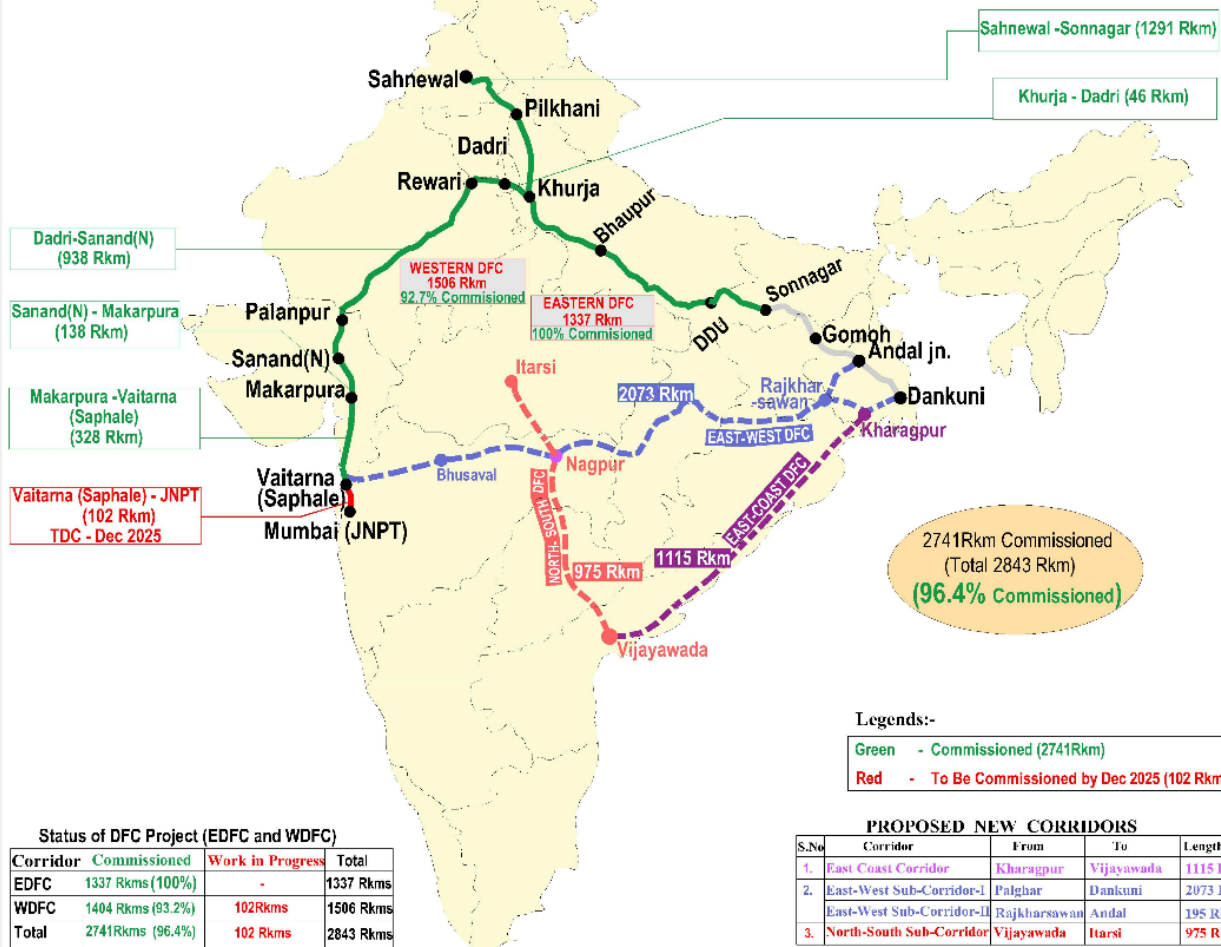 Sahnewal -Sonnagar (1291 Rkm)
Sahnewal
Khurja - Dadri (46 Rkm)
Pilkhani
Dadri
Rewari
Khurja
Bhaupur
Dadri-Sanand(N)
(938 Rkm)
WESTERN DFC
1506 Rkm
92.7% Commisioned
EASTERN DFC
1337 Rkm
100% Commisioned
Sonnagar
Sanand(N) - Makarpura
(138 Rkm)
Palanpur
DDU
Gomoh
Sanand(N)
Andal jn.
Itarsi
Makarpura
2073 Rkm
Rajkhar
-sawan
Dankuni
Makarpura -Vaitarna
(Saphale)
(328 Rkm)
EAST-WEST DFC
Kharagpur
Nagpur
Bhusaval
Vaitarna
(Saphale)
Vaitarna (Saphale) - JNPT
(102 Rkm)
TDC - Dec 2025
Mumbai (JNPT)
NORTH- SOUTH DFC
EAST-COAST DFC
1115 Rkm
975 Rkm
2741Rkm Commissioned
(Total 2843 Rkm)
(96.4% Commissioned)
Vijayawada
Legends:-
Green - Commissioned (2741Rkm)
Red - To Be Commissioned by Dec 2025 (102 Rkm
Status of DFC Project (EDFC and WDFC)
Corridor Commissioned Work in Progress Total
EDFC 1337 Rkms (100%) - 1337 Rkms
WDFC 1404 Rkms (93.2%) 102Rkms 1506 Rkms
Total 2741Rkms (96.4%) 102 Rkms 2843 Rkms
PROPOSED NEW CORRIDORS
S.No Corridor From To Length
1. East Coast Corridor Kharagpur Vijayawada 1115
2. East-West Sub-Corridor-I Palghar Dankuni 2073
East-West Sub-Corridor-II Rajkharsawan Andal 195
3. North-South Sub-Corridor Vijayawada Itarsi 975